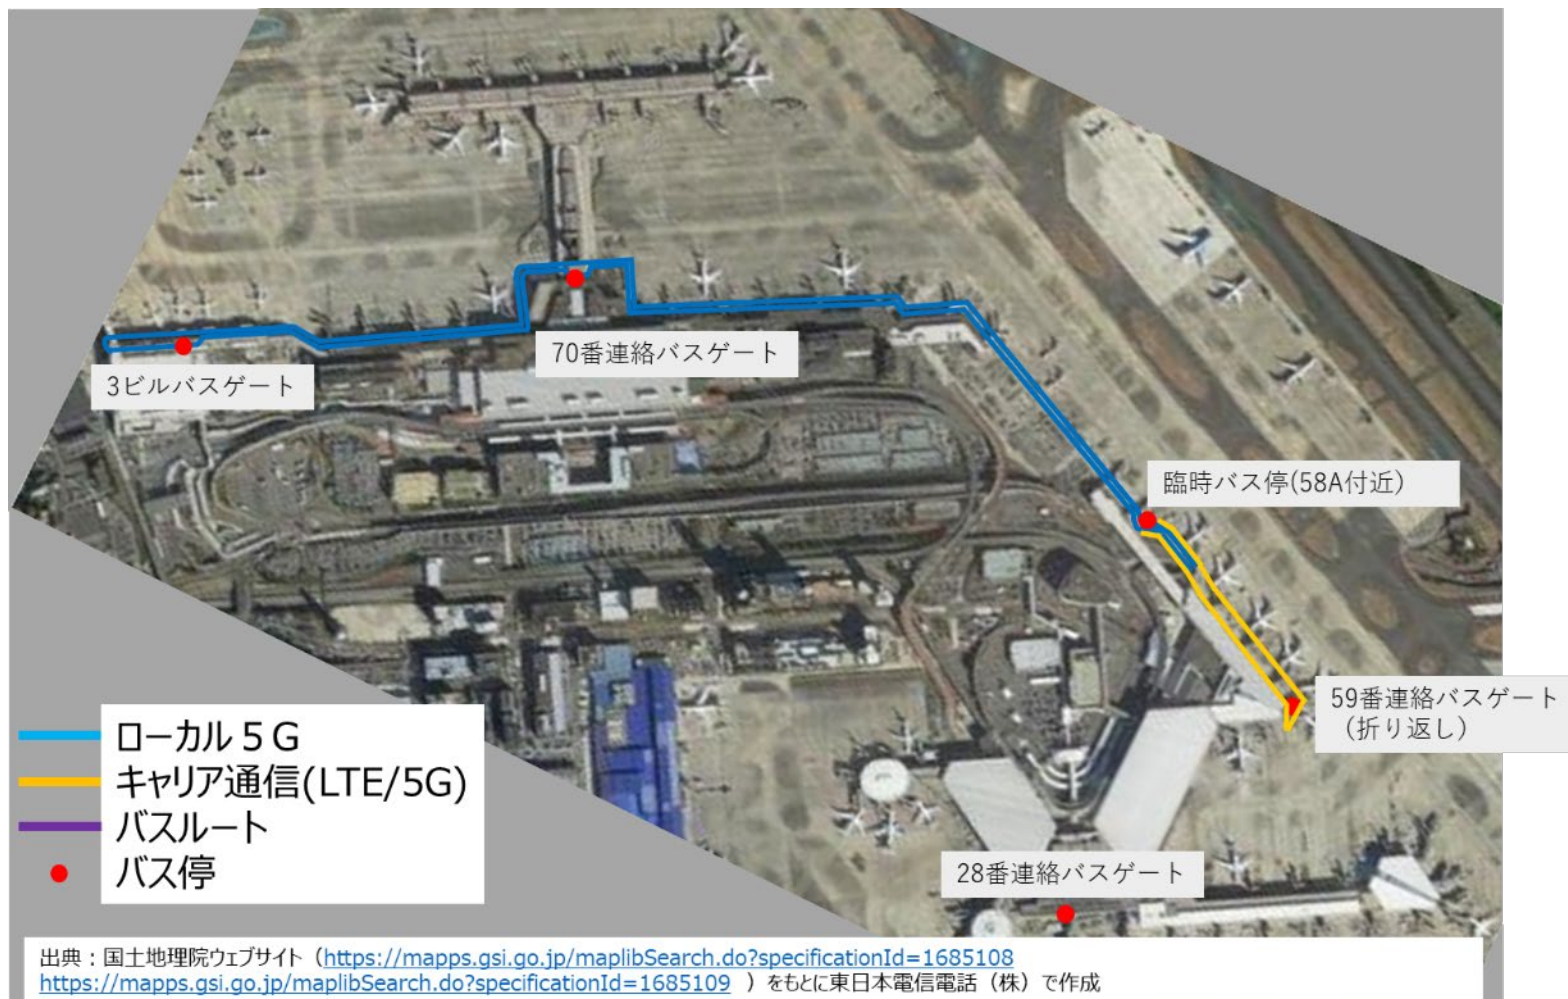 3ビルバスゲート
70番連絡バスゲート
臨時バス停(58A付近)
59番連絡バスゲート
(折り返し)
28番連絡バスゲート
ローカル5G
キャリア通信(LTE/5G)
バスルート
バス停
出典：国土地理院ウェブサイト（https://mapps.gsi.go.jp/maplibSearch.do?specificationId=1685108
https://mapps.gsi.go.jp/maplibSearch.do?specificationId=1685109 ）をもとに東日本電信電話（株）で作成